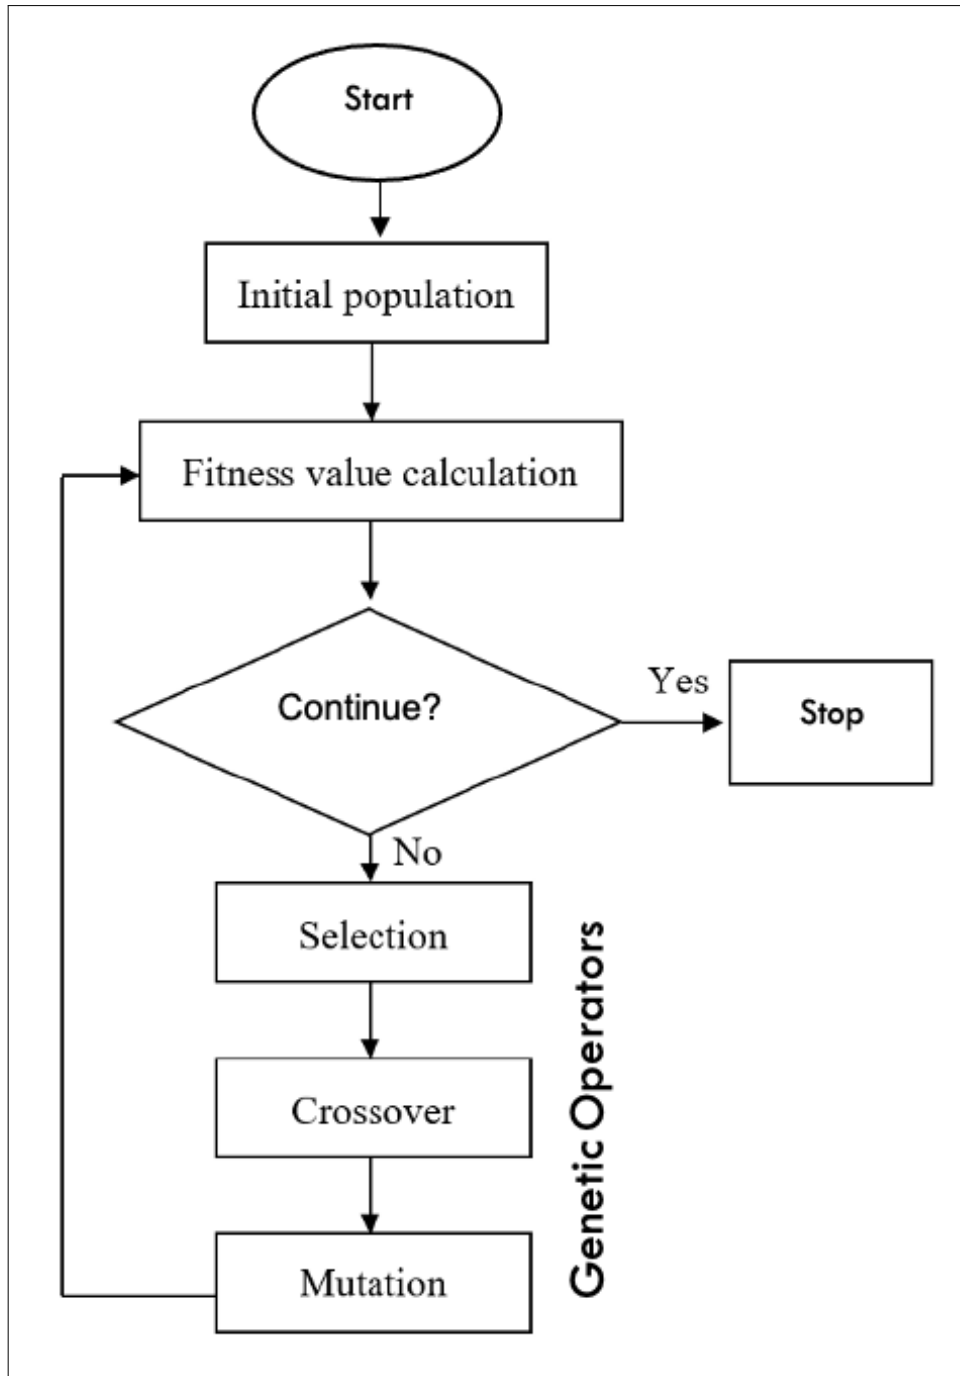 Start
Initial population
Fitness value calculation
Continue?
Yes
Stop
No
Selection
Crossover
Mutation
Genetic Operators